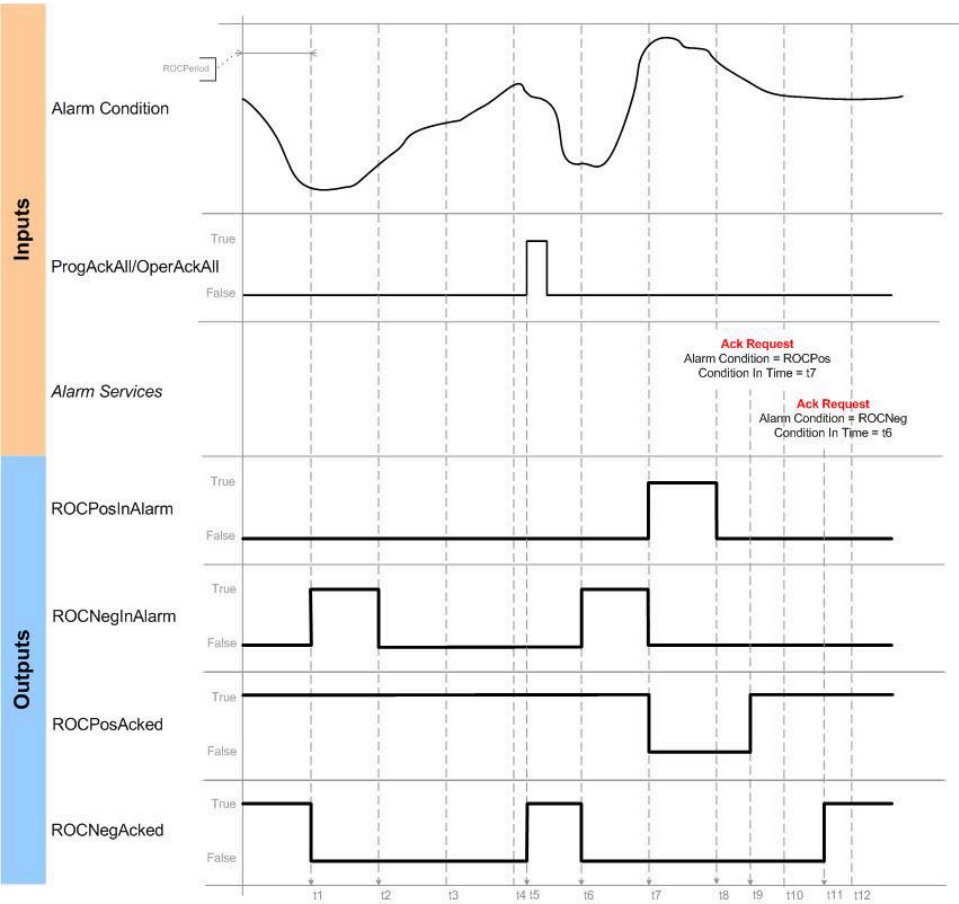 Inputs
ROCPeriod
Alarm Condition
True
ProgAckAll/OperAckAll
False
Ack Request
Alarm Condition = ROCPos
Condition In Time = t7
Alarm Services
Ack Request
Alarm Condition = ROCNeg
Condition In Time = t6
Outputs
True
ROCPosInAlarm
False
True
ROCNegInAlarm
False
True
ROCPosAcked
False
True
ROCNegAcked
False
t1 t2 t3 t4 t5 t6 t7 t8 t9 t10 t11 t12